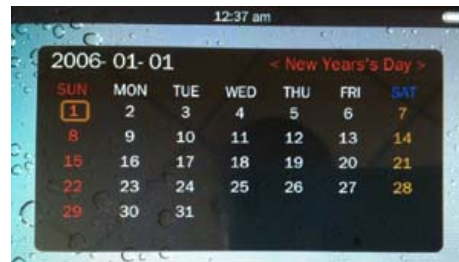 12:37 am
2006- 01- 01 < New Years's Day >
SUN MON TUE WED THU FRI SAT
1 2 3 4 5 6 7
8 9 10 11 12 13 14
15 16 17 18 19 20 21
22 23 24 25 26 27 28
29 30 31